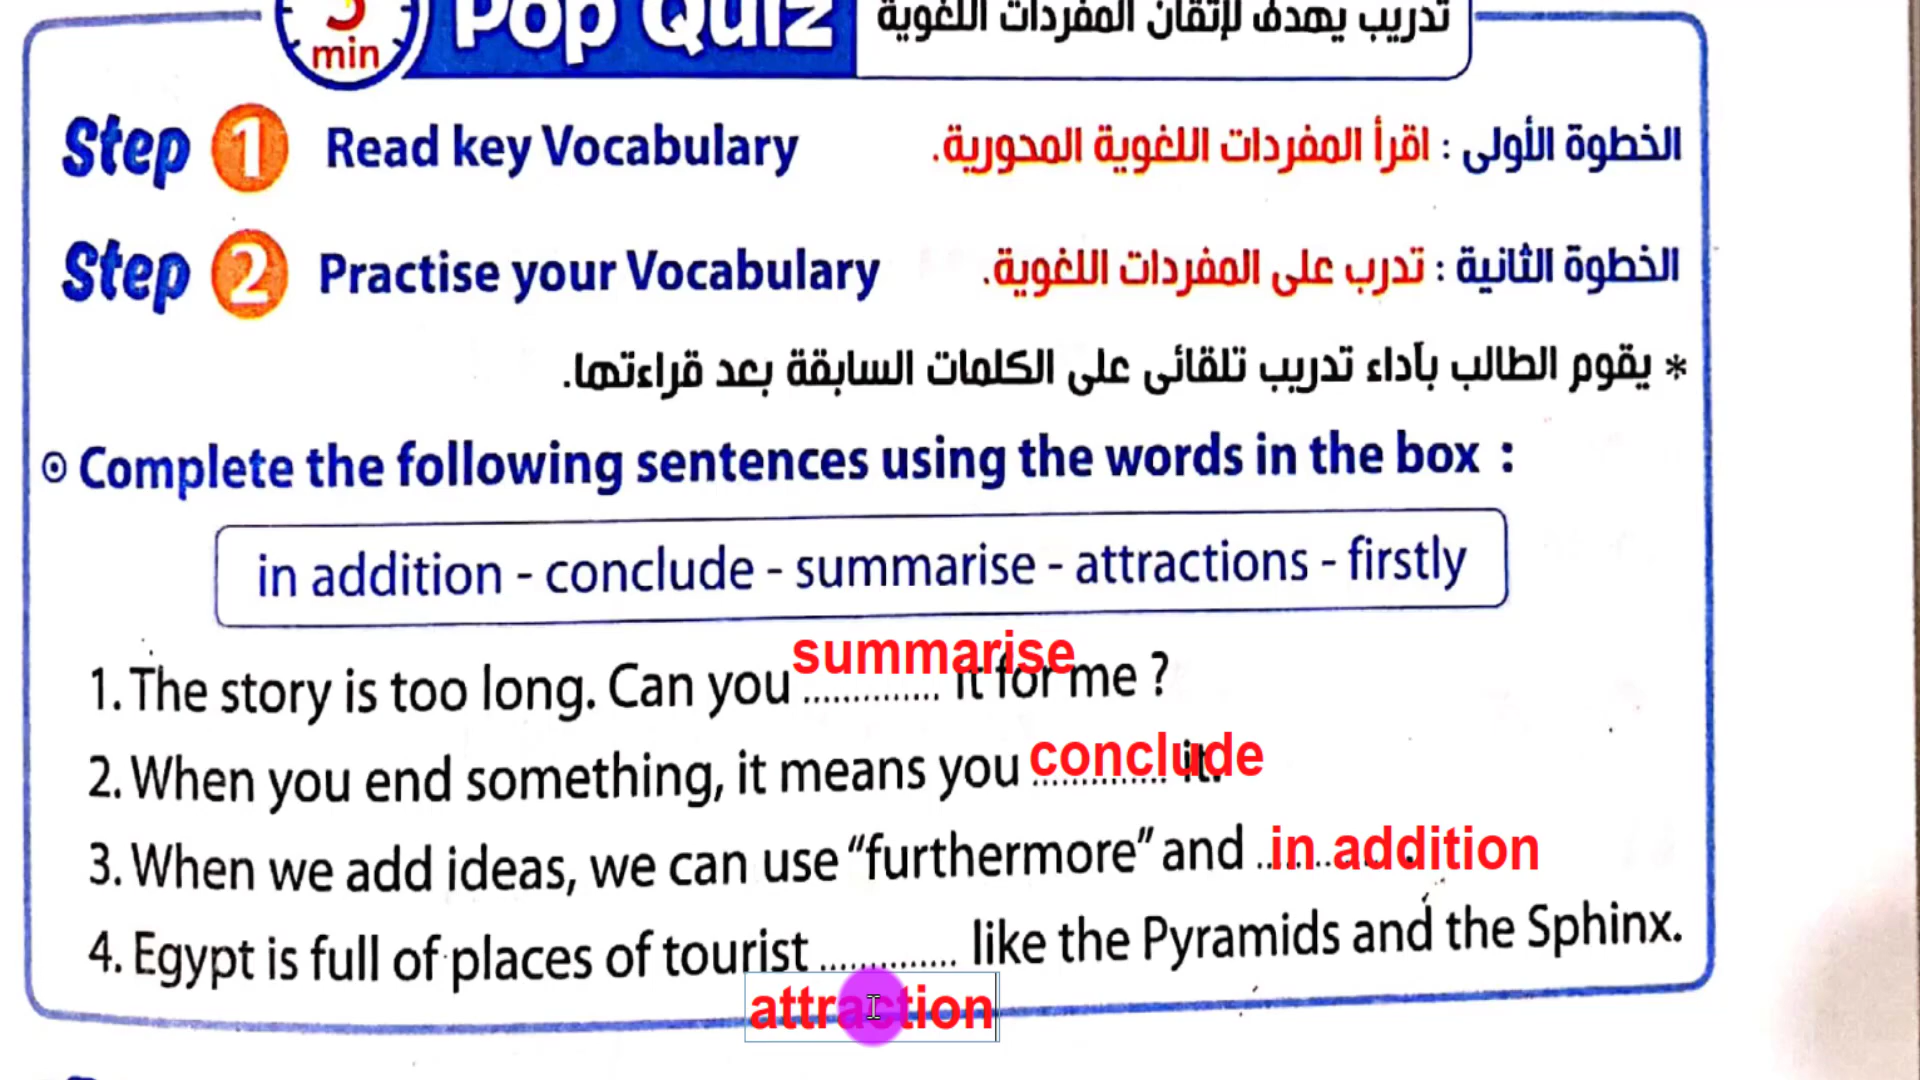 5 min Pop Quiz تدريب يهدف لإتقان المفردات اللغوية
Step 1 Read key Vocabulary الخطوة الأولى : اقرأ المفردات اللغوية المحورية.
Step 2 Practise your Vocabulary الخطوة الثانية : تدرب على المفردات اللغوية.
* يقوم الطالب بآداء تدريب تلقائى على الكلمات السابقة بعد قراءتها.
Complete the following sentences using the words in the box :
in addition - conclude - summarise - attractions - firstly
summarise
1. The story is too long. Can you .............. it for me ?
conclude
2. When you end something, it means you .............. it.
in addition
3. When we add ideas, we can use “furthermore” and .............. .
4. Egypt is full of places of tourist .............. like the Pyramids and the Sphinx.
attraction